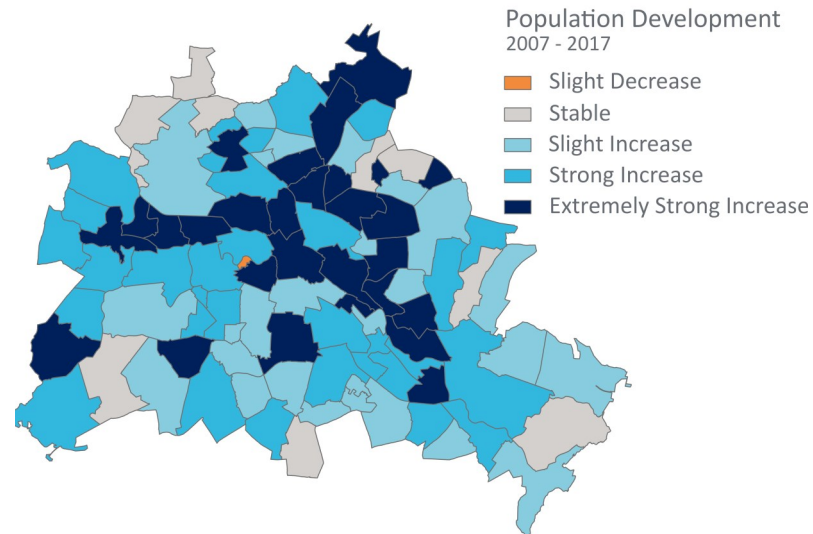 Population Development
2007 - 2017
Slight Decrease
Stable
Slight Increase
Strong Increase
Extremely Strong Increase